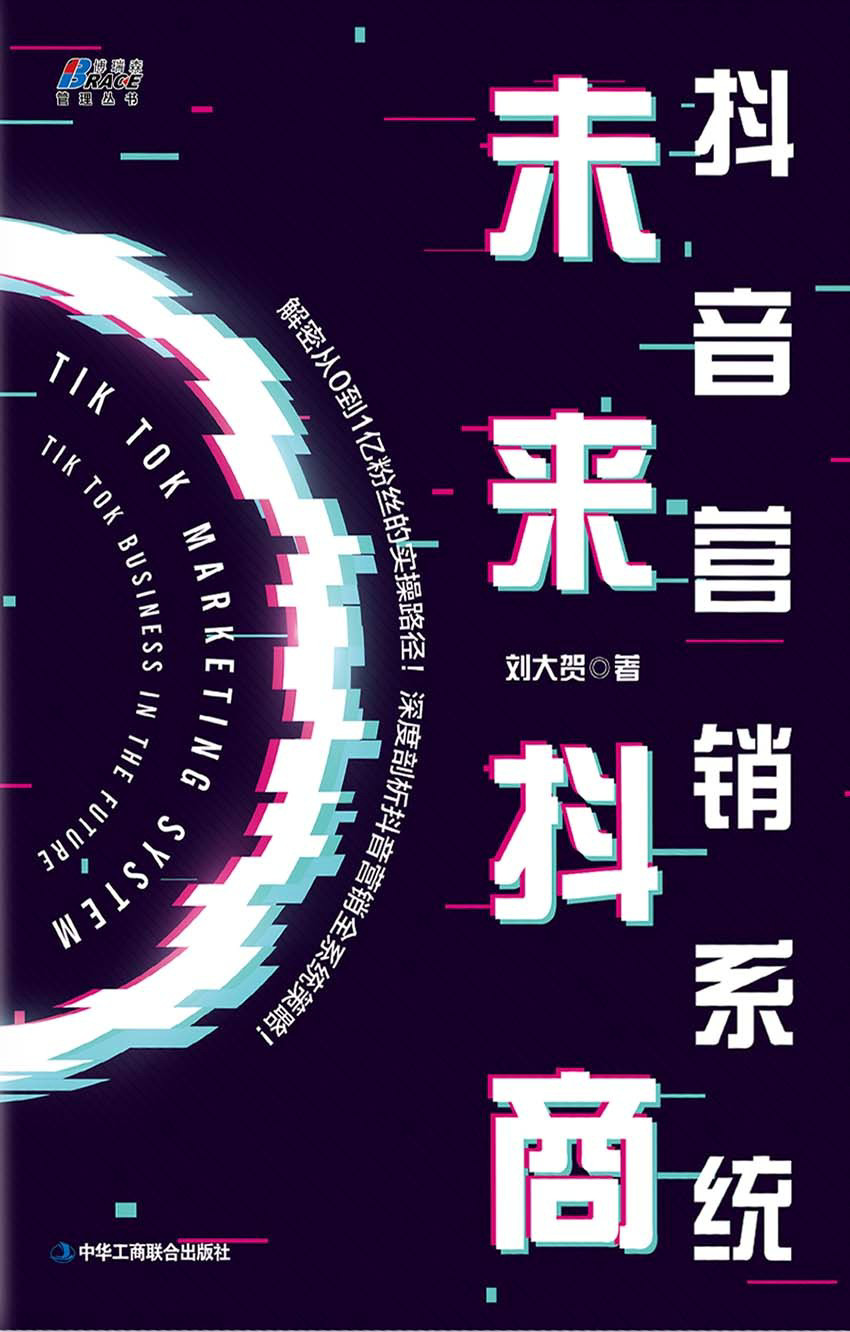 博瑞森
BRACE
管理丛书
抖音营销系统
未来抖商
刘大贺◎著
解密从0到1亿粉丝的实操路径！深度剖析抖音营销全系统策略！
TIK TOK MARKETING SYSTEM
TIK TOK BUSINESS IN THE FUTURE
中华工商联合出版社